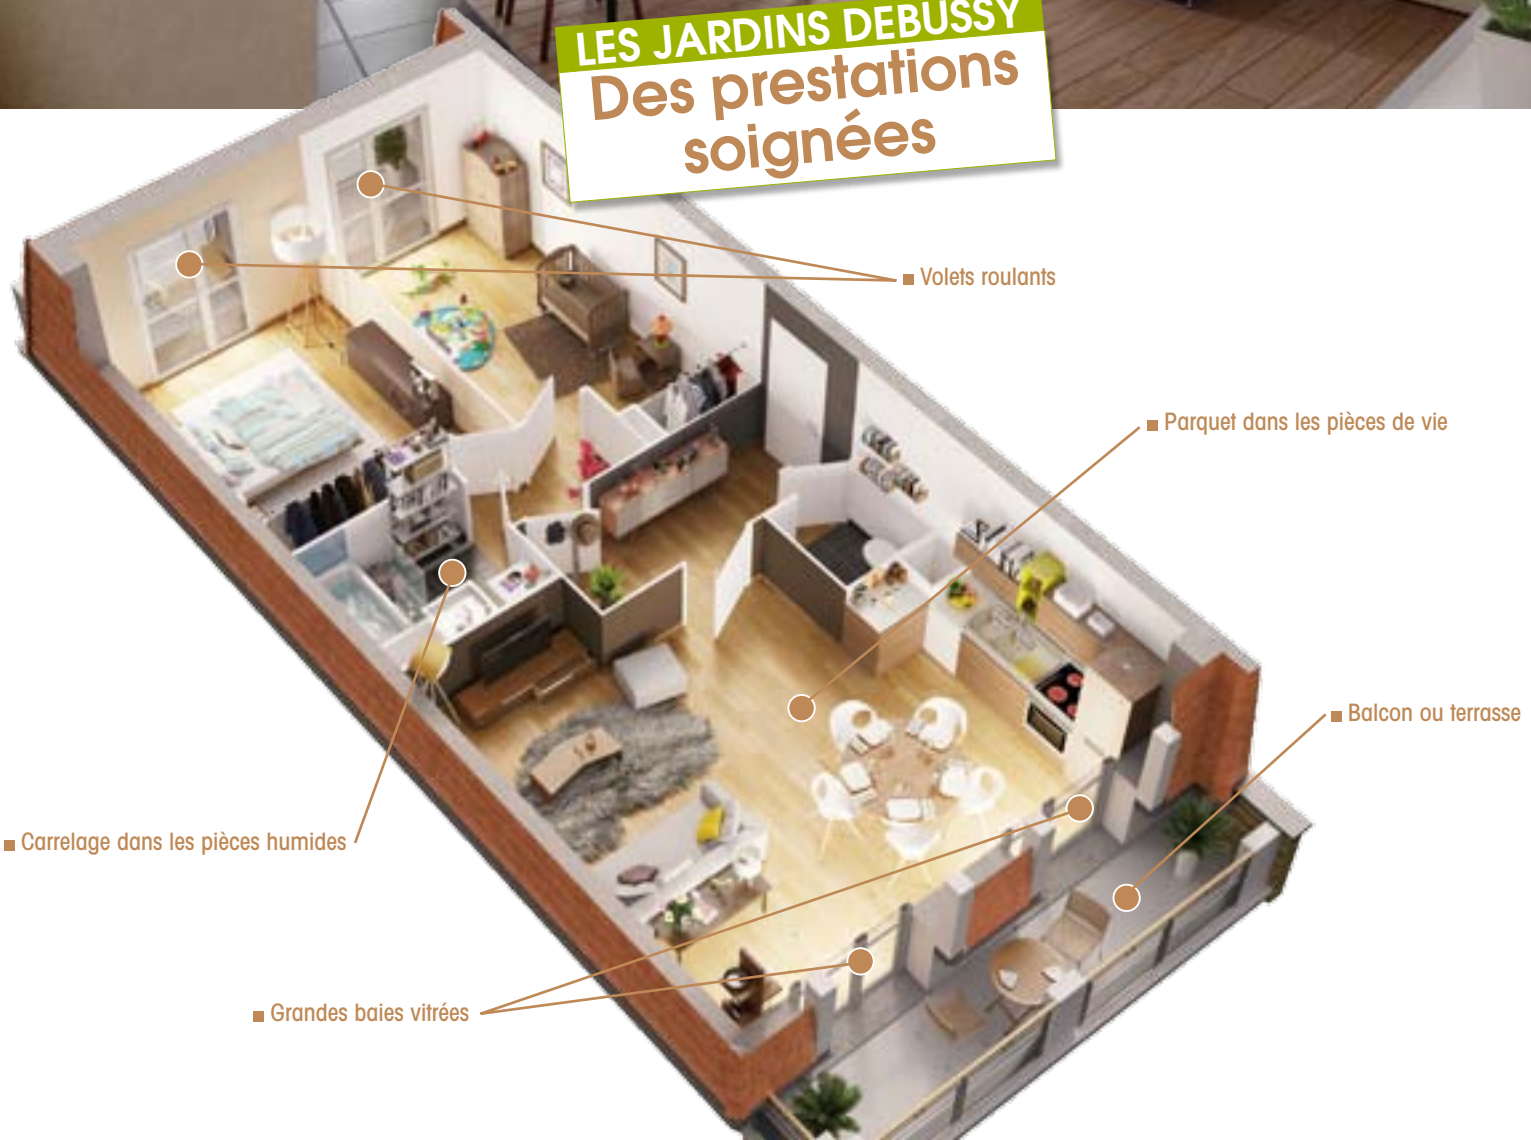 LES JARDINS DEBUSSY
Des prestations
soignées
■ Volets roulants
■ Parquet dans les pièces de vie
■ Balcon ou terrasse
■ Carrelage dans les pièces humides
■ Grandes baies vitrées